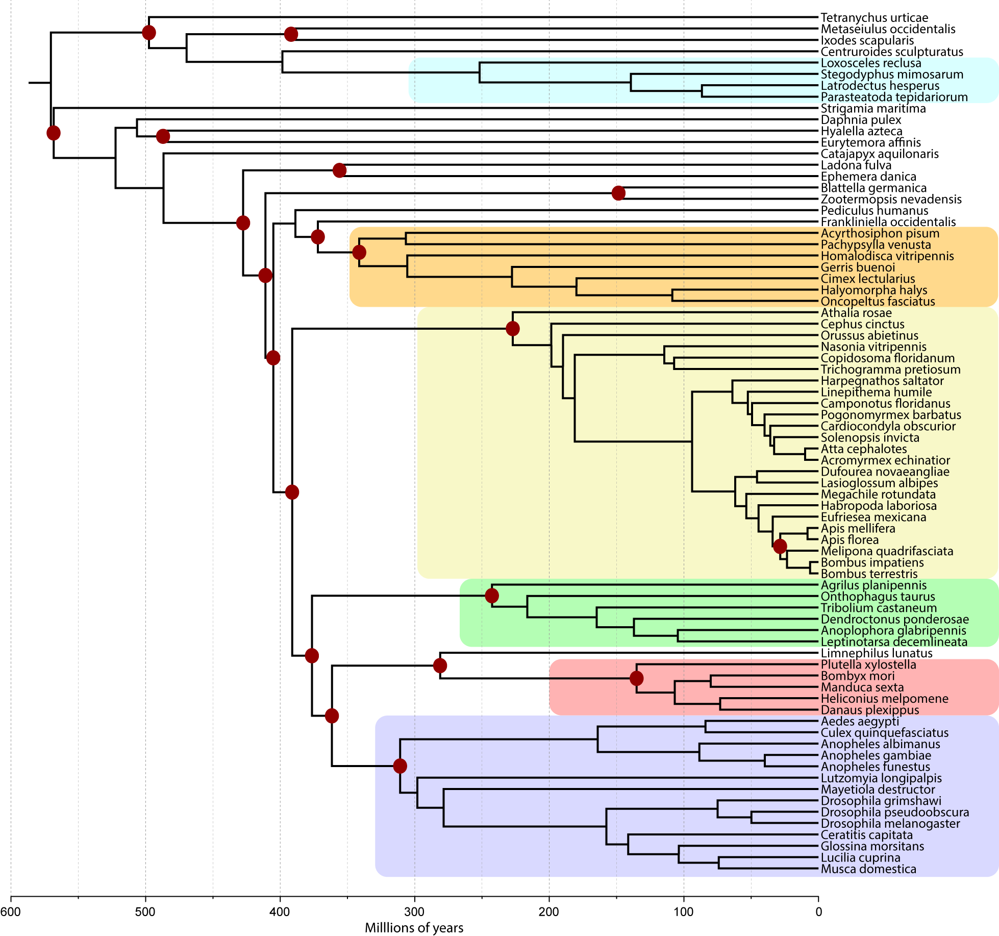 Tetranychus urticae
Metaseiulus occidentalis
Ixodes scapularis
Centruroides sculpturatus
Loxosceles reclusa
Stegodyphus mimosarum
Latrodectus hesperus
Parasteatoda tepidariorum
Strigamia maritima
Daphnia pulex
Hyalella azteca
Eurytemora affinis
Catajapyx aquilonaris
Ladona fulva
Ephemera danica
Blattella germanica
Zootermopsis nevadensis
Pediculus humanus
Frankliniella occidentalis
Acyrthosiphon pisum
Pachypsylla venusta
Homalodisca vitripennis
Gerris buenoi
Cimex lectularius
Halyomorpha halys
Oncopeltus fasciatus
Athalia rosae
Cephus cinctus
Orussus abietinus
Nasonia vitripennis
Copidosoma floridanum
Trichogramma pretiosum
Harpegnathos saltator
Linepithema humile
Camponotus floridanus
Pogonomyrmex barbatus
Cardiocondyla obscurior
Solenopsis invicta
Atta cephalotes
Acromyrmex echinatior
Dufourea novaeangliae
Lasioglossum albipes
Megachile rotundata
Habropoda laboriosa
Eufriesea mexicana
Apis mellifera
Apis florea
Melipona quadrifasciata
Bombus impatiens
Bombus terrestris
Agrilus planipennis
Onthophagus taurus
Tribolium castaneum
Dendroctonus ponderosae
Anoplophora glabripennis
Leptinotarsa decemlineata
Limnephilus lunatus
Plutella xylostella
Bombyx mori
Manduca sexta
Heliconius melpomene
Danaus plexippus
Aedes aegypti
Culex quinquefasciatus
Anopheles albimanus
Anopheles gambiae
Anopheles funestus
Lutzomyia longipalpis
Mayetiola destructor
Drosophila grimshawi
Drosophila pseudoobscura
Drosophila melanogaster
Ceratitis capitata
Glossina morsitans
Lucilia cuprina
Musca domestica
600 500 400 300 200 100 0
Milllions of years